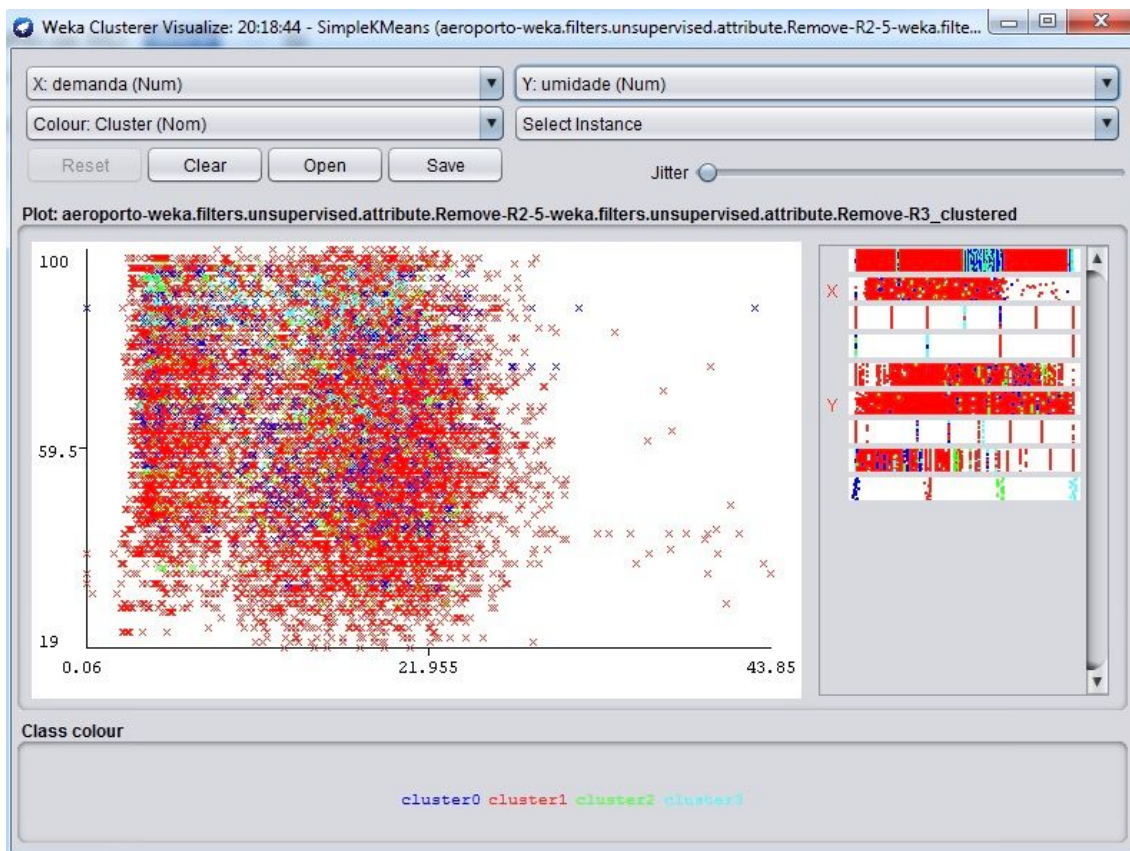 Weka Clusterer Visualize: 20:18:44 - SimpleKMeans (aeroporto-weka.filters.unsupervised.attribute.Remove-R2-5-weka.filte...
X: demanda (Num) Y: umidade (Num)
Colour: Cluster (Nom) Select Instance
Reset Clear Open Save Jitter
Plot: aeroporto-weka.filters.unsupervised.attribute.Remove-R2-5-weka.filters.unsupervised.attribute.Remove-R3_clustered
100
59.5
19
0.06 21.955 43.85
X
Y
Class colour
cluster0 cluster1 cluster2 cluster3